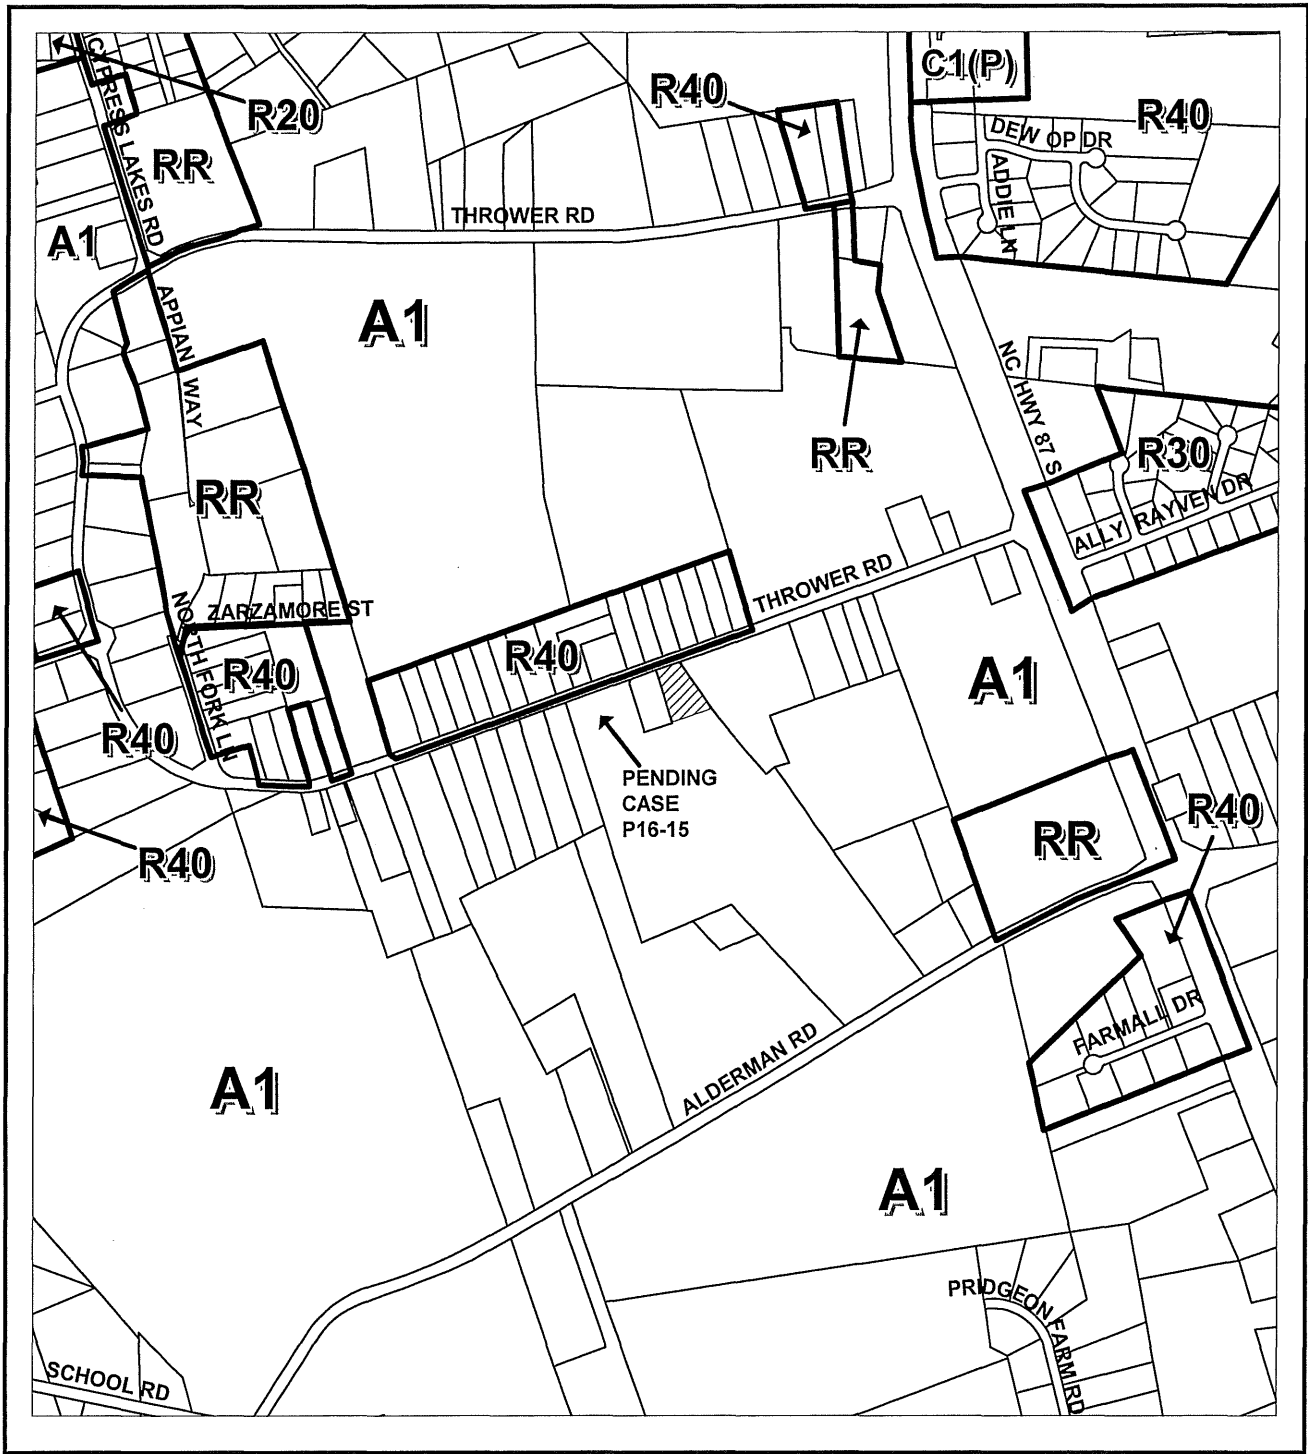 CYPRESS LAKES RD
R20
R40
C1(P)
R40
RR
DEW OP DR
ADDIE LN
THROWER RD
A1
APPIAN WAY
A1
NC HWY 87 S
RR
R30
RR
ALLY RAYVEN DR
THROWER RD
ZARZAMORE ST
NORTH FORK LN
R40
R40
A1
R40
PENDING
CASE
P16-15
R40
RR
R40
FARMALL DR
ALDERMAN RD
A1
A1
PRIDGEON FARM RD
SCHOOL RD